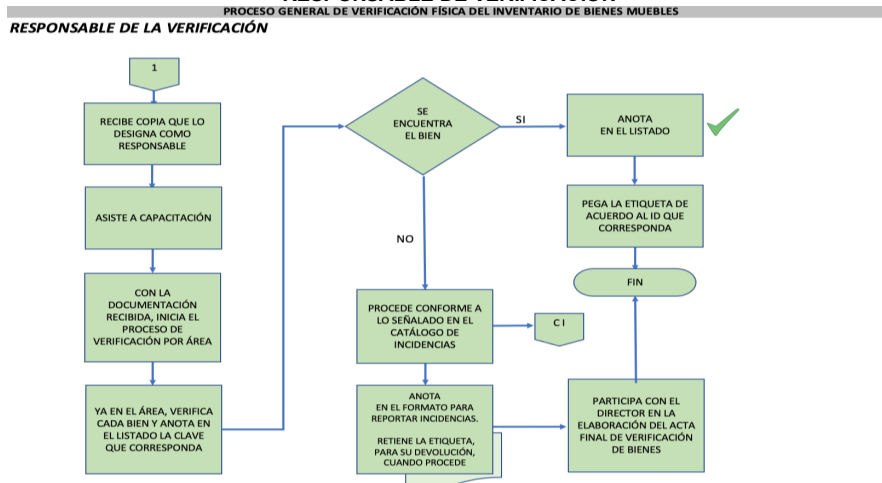 PROCESO GENERAL DE VERIFICACIÓN FÍSICA DEL INVENTARIO DE BIENES MUEBLES
RESPONSABLE DE LA VERIFICACIÓN
1
RECIBE COPIA QUE LO
DESIGNA COMO
RESPONSABLE
ASISTE A CAPACITACIÓN
CON LA
DOCUMENTACIÓN
RECIBIDA, INICIA EL
PROCESO DE
VERIFICACIÓN POR ÁREA
YA EN EL ÁREA, VERIFICA
CADA BIEN Y ANOTA EN
EL LISTADO LA CLAVE
QUE CORRESPONDA
SE
ENCUENTRA
EL BIEN
SI
ANOTA
EN EL LISTADO
PEGA LA ETIQUETA DE
ACUERDO AL ID QUE
CORRESPONDA
FIN
NO
PROCEDE CONFORME A
LO SEÑALADO EN EL
CATÁLOGO DE
INCIDENCIAS
C I
ANOTA
EN EL FORMATO PARA
REPORTAR INCIDENCIAS.
RETIENE LA ETIQUETA,
PARA SU DEVOLUCIÓN,
CUANDO PROCEDE
PARTICIPA CON EL
DIRECTOR EN LA
ELABORACIÓN DEL ACTA
FINAL DE VERIFICACIÓN
DE BIENES